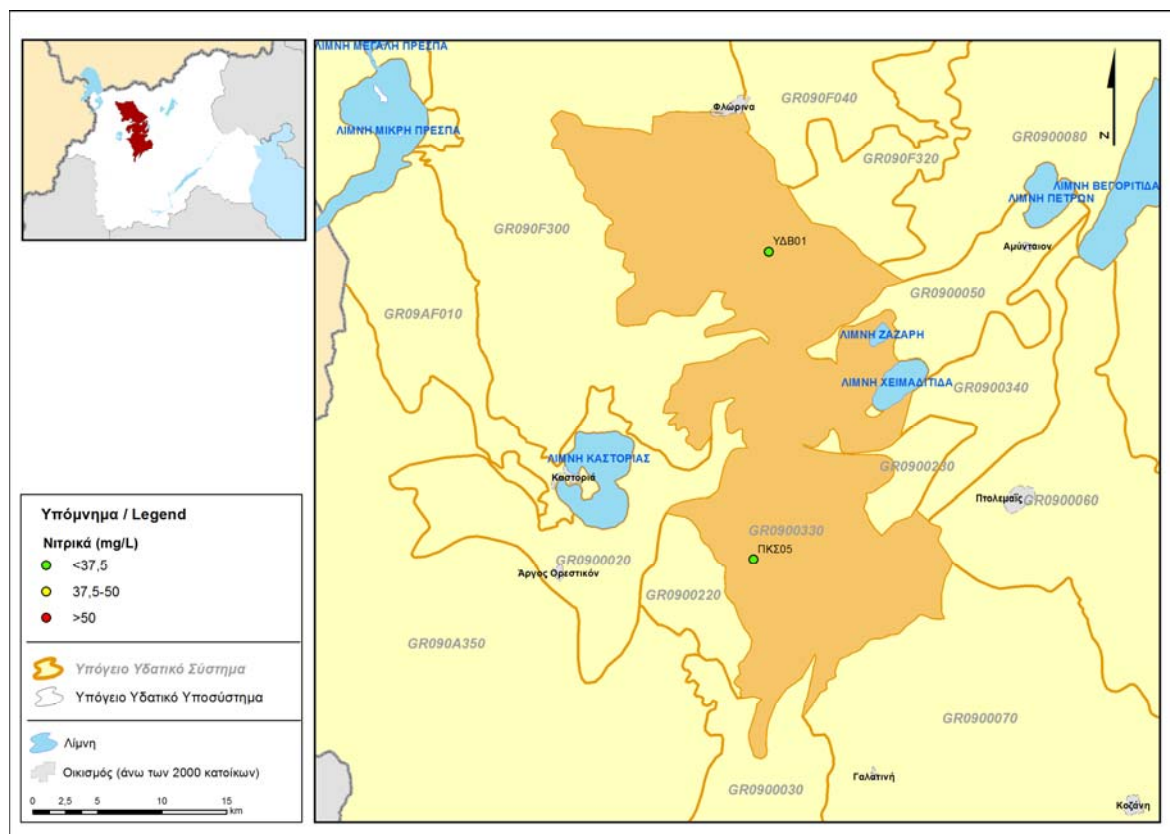 ΛΙΜΝΗ ΜΕΓΑΛΗ ΠΡΕΣΠΑ
ΛΙΜΝΗ ΜΙΚΡΗ ΠΡΕΣΠΑ
Φλώρινα
GR090F040
GR090F320
GR0900080
Z
ΛΙΜΝΗ ΒΕΓΟΡΙΤΙΔΑ
ΛΙΜΝΗ ΠΕΤΡΩΝ
Αμύνταιον
GR090F300
ΥΔΒ01
GR0900050
GR09AF010
ΛΙΜΝΗ ΖΑΖΑΡΗ
ΛΙΜΝΗ ΧΕΙΜΑΔΙΤΙΔΑ
GR0900340
ΛΙΜΝΗ ΚΑΣΤΟΡΙΑΣ
Καστοριά
GR0900230
Πτολεμαΐς
GR0900060
GR0900330
ΠΚΣ05
GR0900020
Άργος Ορεστικόν
GR0900220
GR090A350
GR0900070
Γαλατινή
GR0900030
Κοζάνη
Υπόμνημα / Legend
Νιτρικά (mg/L)
<37,5
37,5-50
>50
Υπόγειο Υδατικό Σύστημα
Υπόγειο Υδατικό Υποσύστημα
Λίμνη
Οικισμός (άνω των 2000 κατοίκων)
0 2,5 5 10 15
km